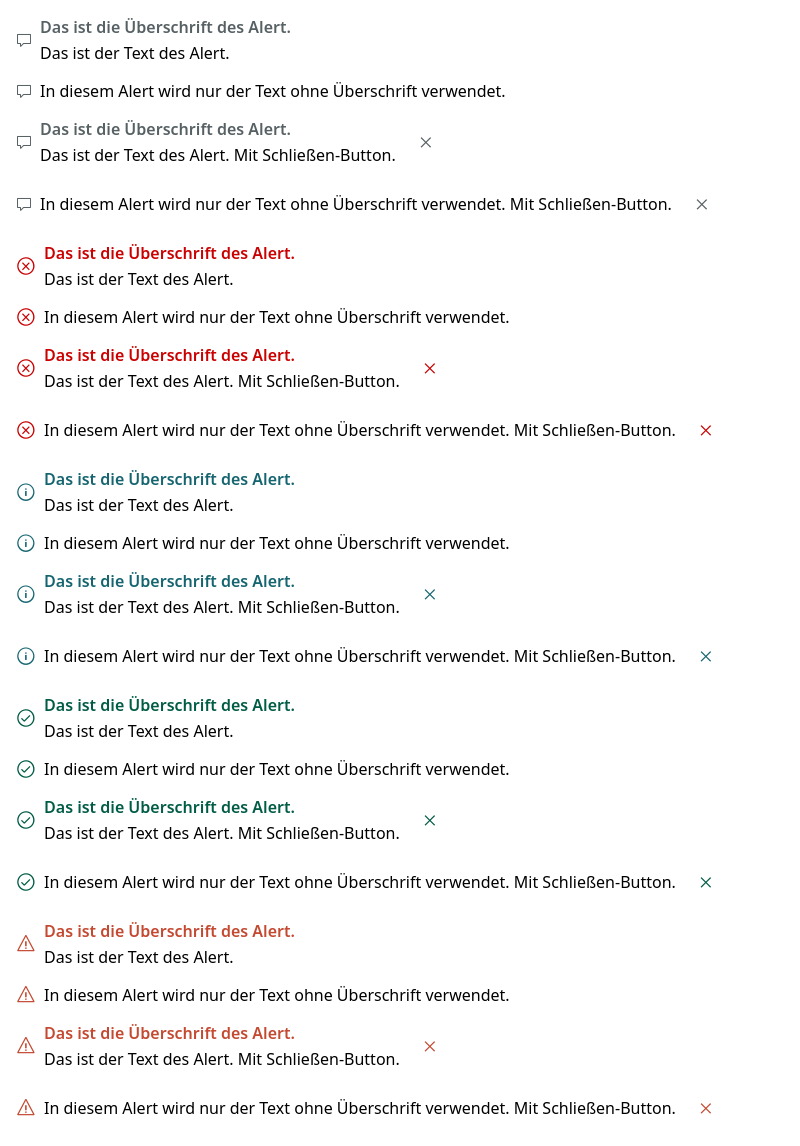 Das ist die Überschrift des Alert.
Das ist der Text des Alert.
In diesem Alert wird nur der Text ohne Überschrift verwendet.
Das ist die Überschrift des Alert.
Das ist der Text des Alert. Mit Schließen-Button.
In diesem Alert wird nur der Text ohne Überschrift verwendet. Mit Schließen-Button.
Das ist die Überschrift des Alert.
Das ist der Text des Alert.
In diesem Alert wird nur der Text ohne Überschrift verwendet.
Das ist die Überschrift des Alert.
Das ist der Text des Alert. Mit Schließen-Button.
In diesem Alert wird nur der Text ohne Überschrift verwendet. Mit Schließen-Button.
Das ist die Überschrift des Alert.
Das ist der Text des Alert.
In diesem Alert wird nur der Text ohne Überschrift verwendet.
Das ist die Überschrift des Alert.
Das ist der Text des Alert. Mit Schließen-Button.
In diesem Alert wird nur der Text ohne Überschrift verwendet. Mit Schließen-Button.
Das ist die Überschrift des Alert.
Das ist der Text des Alert.
In diesem Alert wird nur der Text ohne Überschrift verwendet.
Das ist die Überschrift des Alert.
Das ist der Text des Alert. Mit Schließen-Button.
In diesem Alert wird nur der Text ohne Überschrift verwendet. Mit Schließen-Button.
Das ist die Überschrift des Alert.
Das ist der Text des Alert.
In diesem Alert wird nur der Text ohne Überschrift verwendet.
Das ist die Überschrift des Alert.
Das ist der Text des Alert. Mit Schließen-Button.
In diesem Alert wird nur der Text ohne Überschrift verwendet. Mit Schließen-Button.